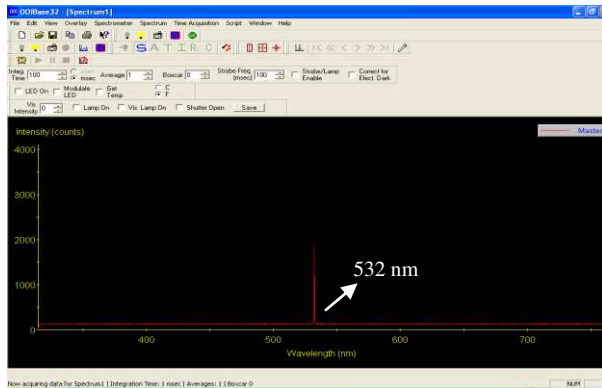 OOIBase32 - [Spectrum1]
File Edit View Overlay Spectrometer Spectrum Time Acquisition Script Window Help
S A T I R C
Integ. Time 100 msec Average 1 Boxcar 0 Strobe Freq. (msec) 100 Strobe/Lamp Enable Correct for Elect. Dark
LED On Modulate LED Get Temp. C F
Vis. Intensity 0 Lamp On Vis. Lamp On Shutter Open Save
Intensity (counts)
Master
4000
3000
2000
532 nm
1000
0
400 500 600 700
Wavelength (nm)
Now acquiring data for Spectrum1 | Integration Time: 1 msec | Averages: 1 | Boxcar 0
NUM